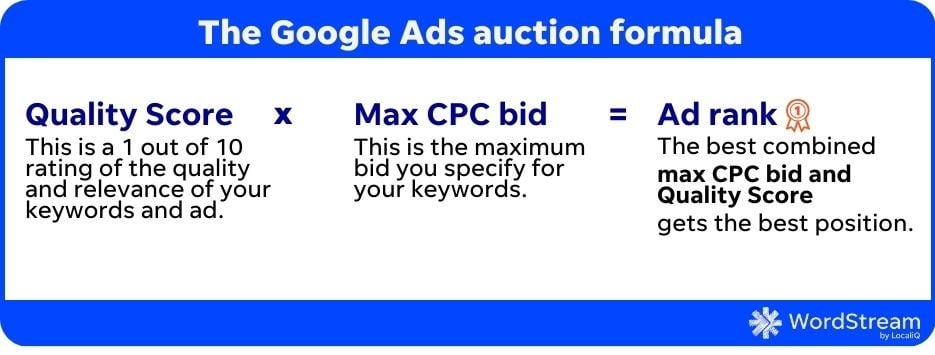 The Google Ads auction formula
Quality Score x Max CPC bid = Ad rank
This is a 1 out of 10
rating of the quality
and relevance of your
keywords and ad.
This is the maximum
bid you specify for
your keywords.
1
The best combined
max CPC bid and
Quality Score
gets the best position.
WordStream
by LocaliQ